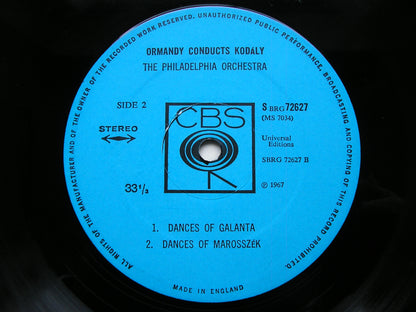 ALL RIGHTS OF THE MANUFACTURER AND OF THE OWNER OF THE RECORDED WORK RESERVED. UNAUTHORIZED PUBLIC PERFORMANCE, BROADCASTING AND COPYING OF THIS RECORD PROHIBITED.
ORMANDY CONDUCTS KODALY
THE PHILADELPHIA ORCHESTRA
SIDE 2
S BRG 72627
(MS 7034)
CBS
STEREO
Universal
Editions
SBRG 72627 B
33 1/3
℗ 1967
1. DANCES OF GALANTA
2. DANCES OF MAROSSZÉK
MADE IN ENGLAND